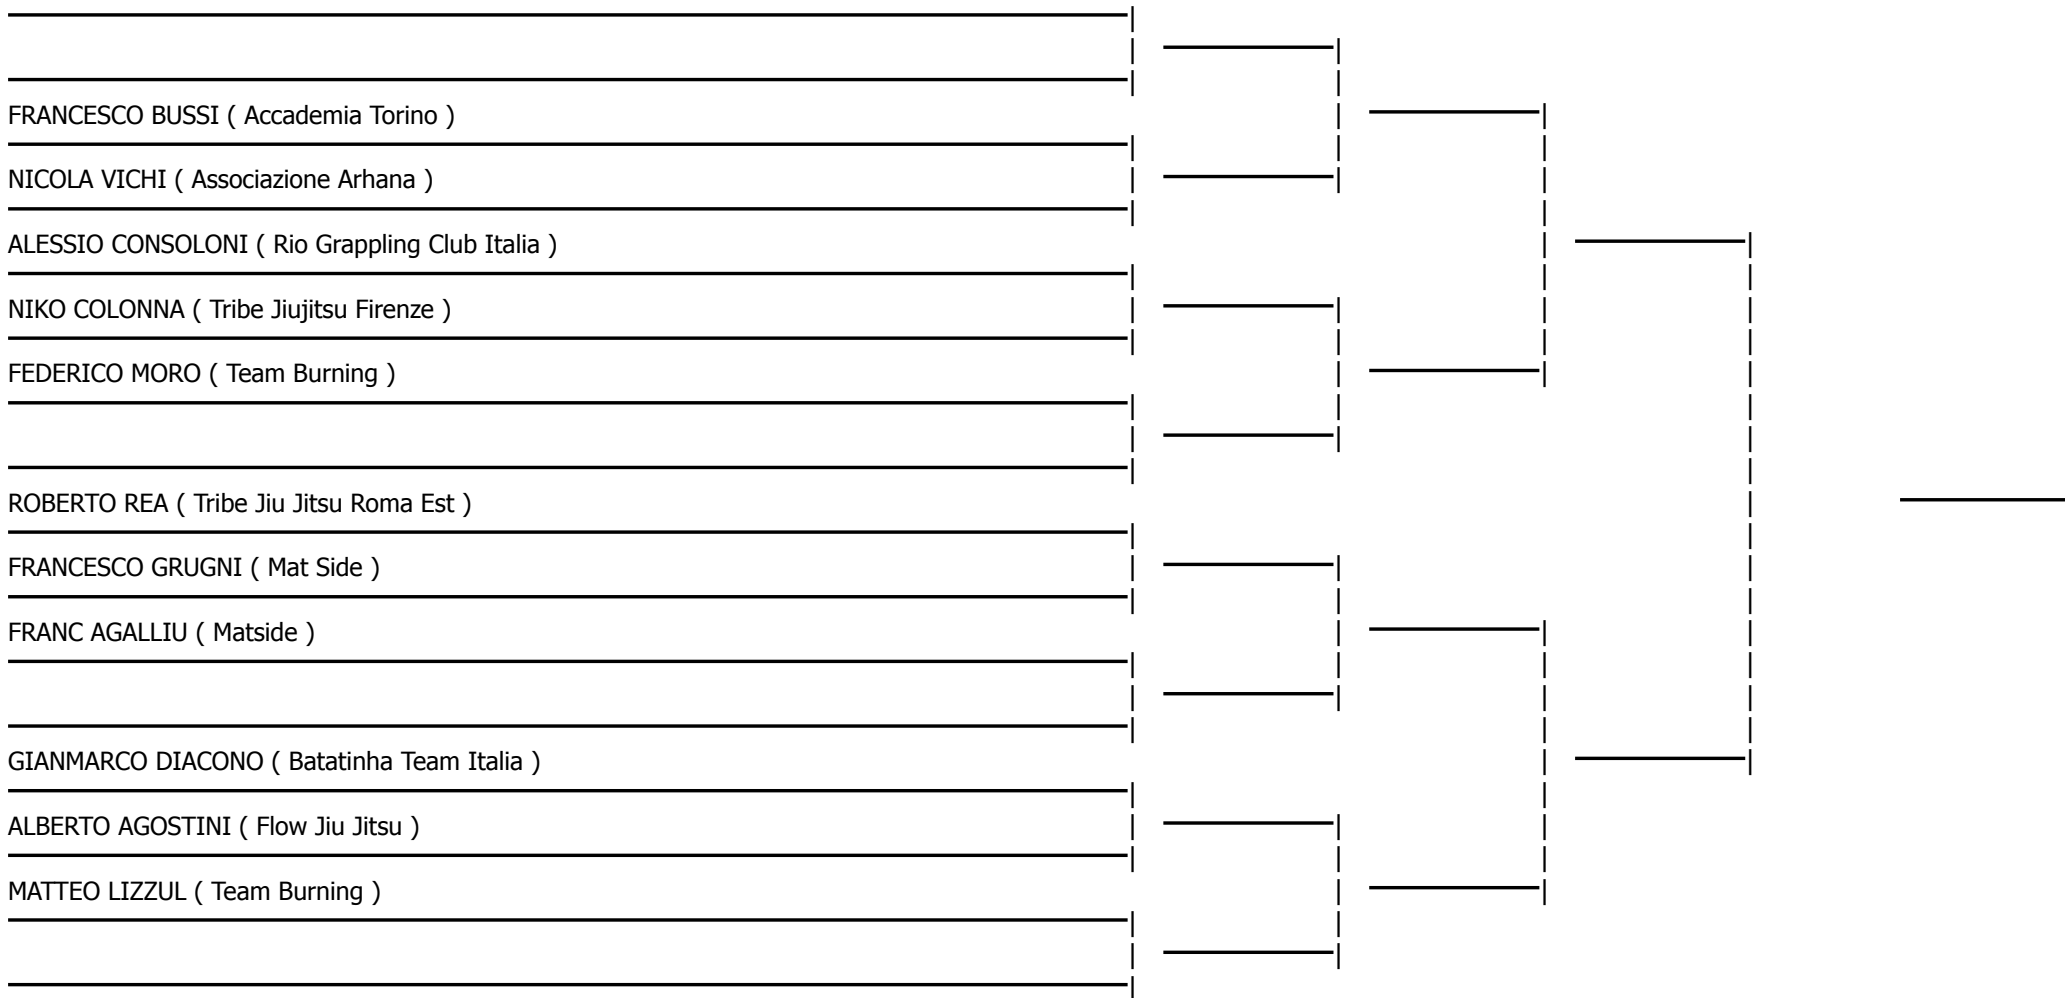 FRANCESCO BUSSI ( Accademia Torino )
NICOLA VICHI ( Associazione Arhana )
ALESSIO CONSOLONI ( Rio Grappling Club Italia )
NIKO COLONNA ( Tribe Jiujitsu Firenze )
FEDERICO MORO ( Team Burning )
ROBERTO REA ( Tribe Jiu Jitsu Roma Est )
FRANCESCO GRUGNI ( Mat Side )
FRANC AGALLIU ( Matside )
GIANMARCO DIACONO ( Batatinha Team Italia )
ALBERTO AGOSTINI ( Flow Jiu Jitsu )
MATTEO LIZZUL ( Team Burning )